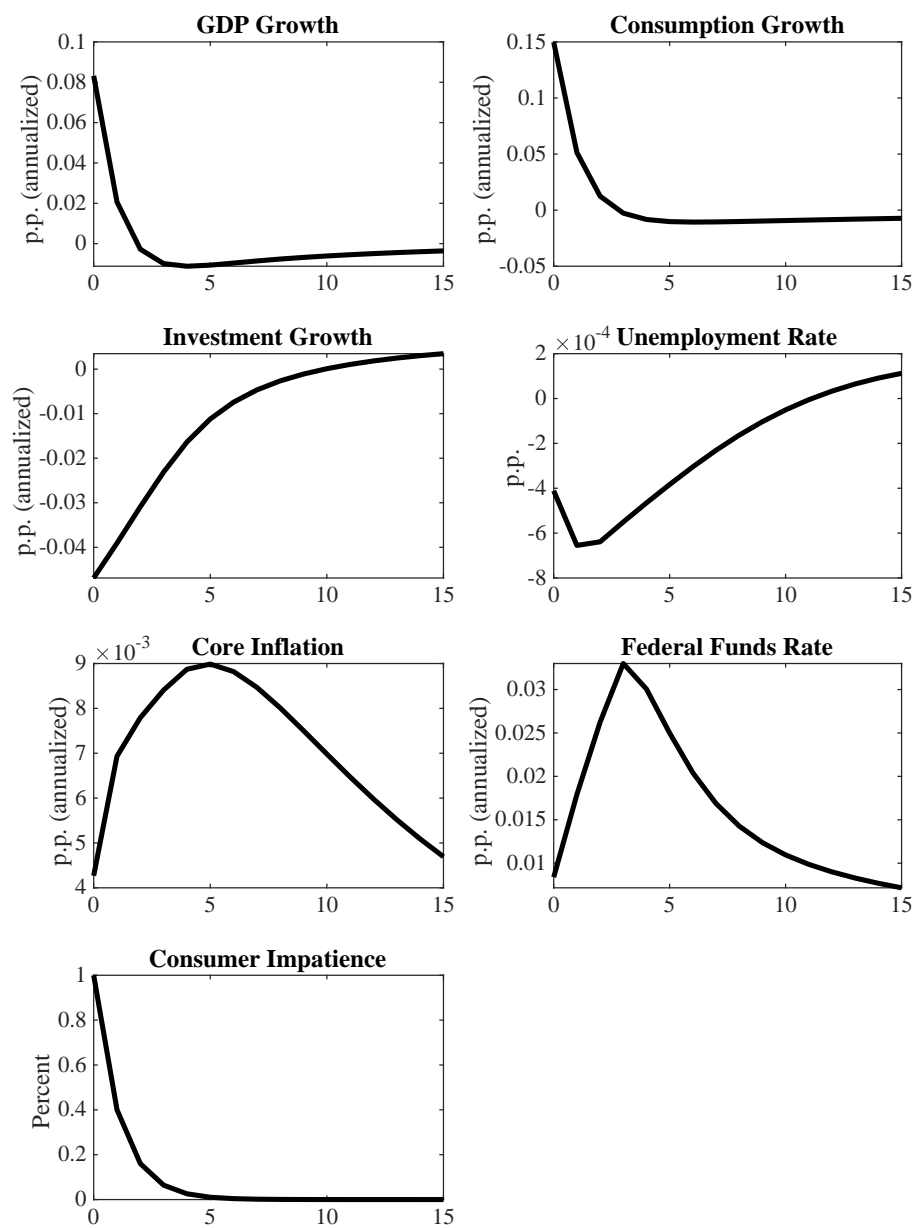 GDP Growth
p.p. (annualized)
0.1
0.08
0.06
0.04
0.02
0
0 5 10 15
Consumption Growth
p.p. (annualized)
0.15
0.1
0.05
0
-0.05
0 5 10 15
Investment Growth
p.p. (annualized)
0
-0.01
-0.02
-0.03
-0.04
0 5 10 15
×10⁻⁴ Unemployment Rate
p.p.
2
0
-2
-4
-6
-8
0 5 10 15
×10⁻³ Core Inflation
p.p. (annualized)
9
8
7
6
5
4
0 5 10 15
Federal Funds Rate
p.p. (annualized)
0.03
0.025
0.02
0.015
0.01
0 5 10 15
Consumer Impatience
Percent
1
0.8
0.6
0.4
0.2
0
0 5 10 15